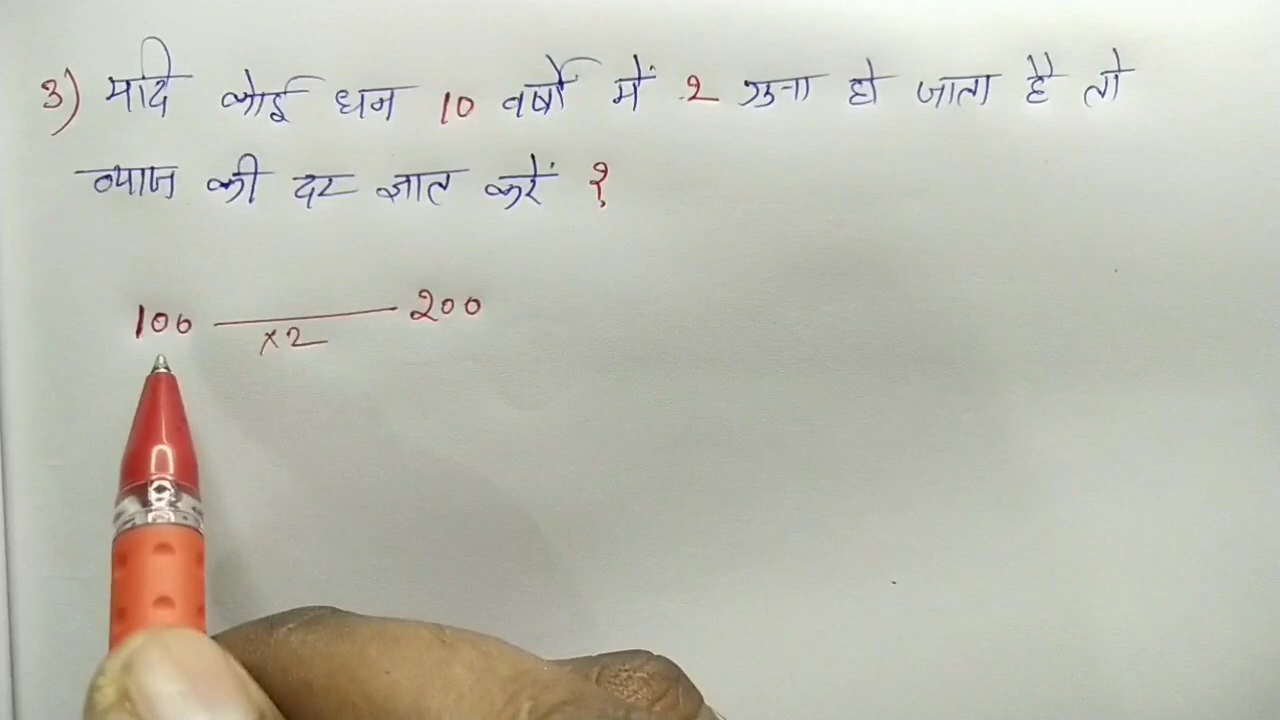 3) यदि कोई धन 10 वर्षों में 2 गुना हो जाता है तो
ब्याज की दर ज्ञात करें ?
100 ——— 200
×2